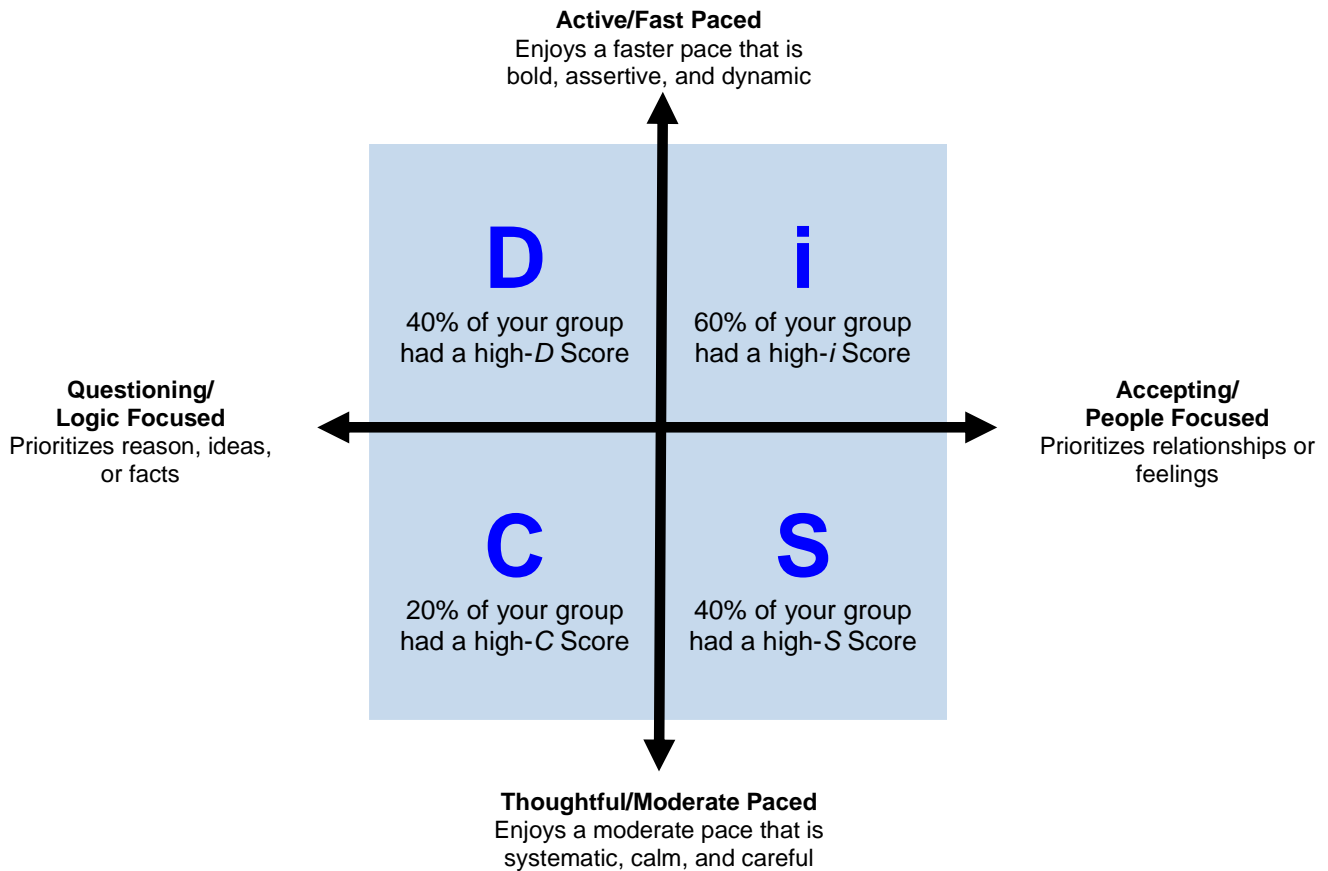 Active/Fast Paced
Enjoys a faster pace that is
bold, assertive, and dynamic
D
40% of your group
had a high-D Score
i
60% of your group
had a high-i Score
Questioning/
Logic Focused
Prioritizes reason, ideas,
or facts
Accepting/
People Focused
Prioritizes relationships or
feelings
C
20% of your group
had a high-C Score
S
40% of your group
had a high-S Score
Thoughtful/Moderate Paced
Enjoys a moderate pace that is
systematic, calm, and careful